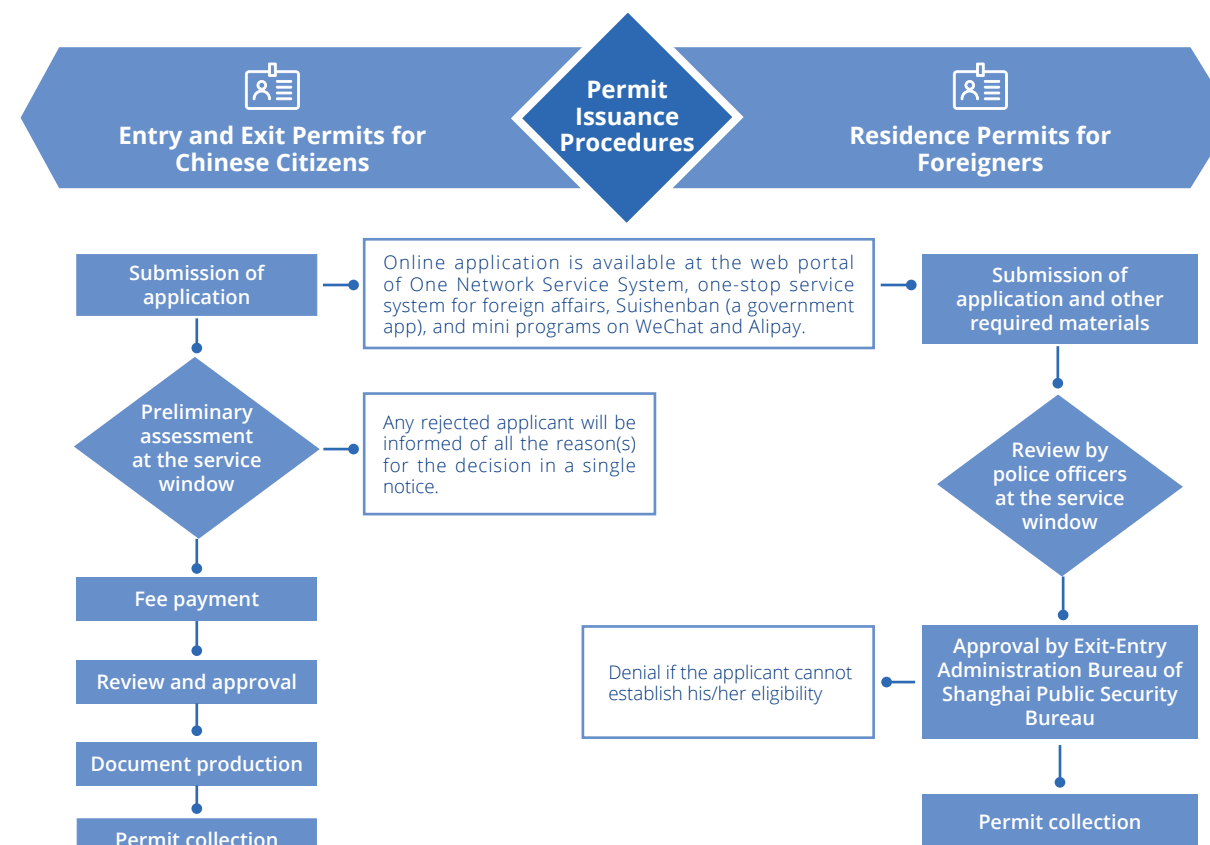 Entry and Exit Permits for
Chinese Citizens
Permit
Issuance
Procedures
Residence Permits for
Foreigners
Submission of
application
Online application is available at the web portal
of One Network Service System, one-stop service
system for foreign affairs, Suishenban (a government
app), and mini programs on WeChat and Alipay.
Submission of
application and other
required materials
Preliminary
assessment
at the service
window
Any rejected applicant will be
informed of all the reason(s)
for the decision in a single
notice.
Review by
police officers
at the service
window
Fee payment
Review and approval
Document production
Permit collection
Denial if the applicant cannot
establish his/her eligibility
Approval by Exit-Entry
Administration Bureau of
Shanghai Public Security
Bureau
Permit collection